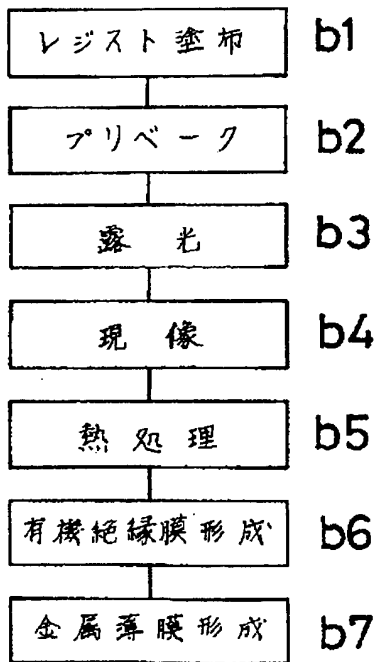 レジスト塗布 b1
プリベーク b2
露光 b3
現像 b4
熱処理 b5
有機絶縁膜形成 b6
金属薄膜形成 b7